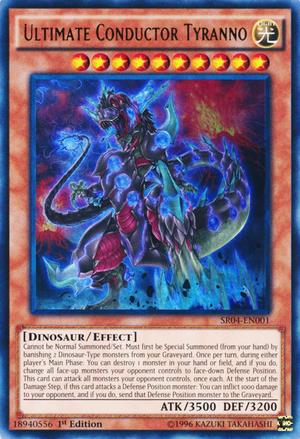 ULTIMATE CONDUCTOR TYRANNO
LIGHT
光
SR04-EN001
[DINOSAUR/EFFECT]
Cannot be Normal Summoned/Set. Must first be Special Summoned (from your hand) by
banishing 2 Dinosaur-Type monsters from your Graveyard. Once per turn, during either
player's Main Phase: You can destroy 1 monster in your hand or field, and if you do,
change all face-up monsters your opponent controls to face-down Defense Position.
This card can attack all monsters your opponent controls, once each. At the start of the
Damage Step, if this card attacks a Defense Position monster: You can inflict 1000 damage
to your opponent, and if you do, send that Defense Position monster to the Graveyard.
ATK/3500 DEF/3200
18940556 1st Edition ©1996 KAZUKI TAKAHASHI